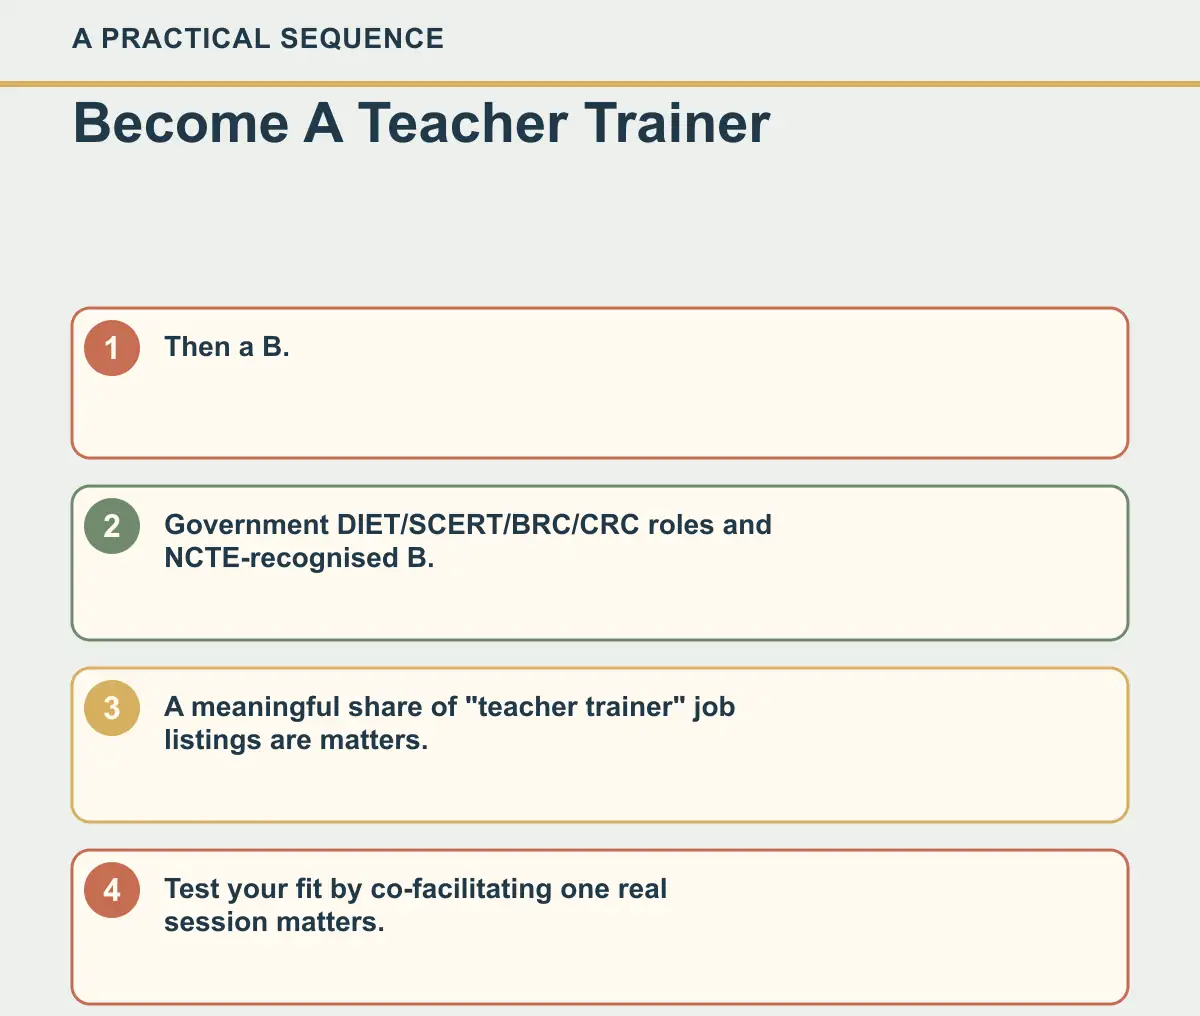 A PRACTICAL SEQUENCE
Become A Teacher Trainer
1
Then a B.
2
Government DIET/SCERT/BRC/CRC roles and
NCTE-recognised B.
3
A meaningful share of "teacher trainer" job
listings are matters.
4
Test your fit by co-facilitating one real
session matters.